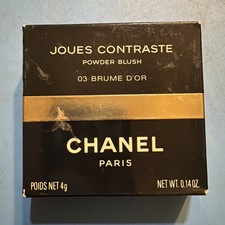 JOUES CONTRASTE
POWDER BLUSH
03 BRUME D'OR
CHANEL
PARIS
POIDS NET 4g NET WT. 0.14 OZ.